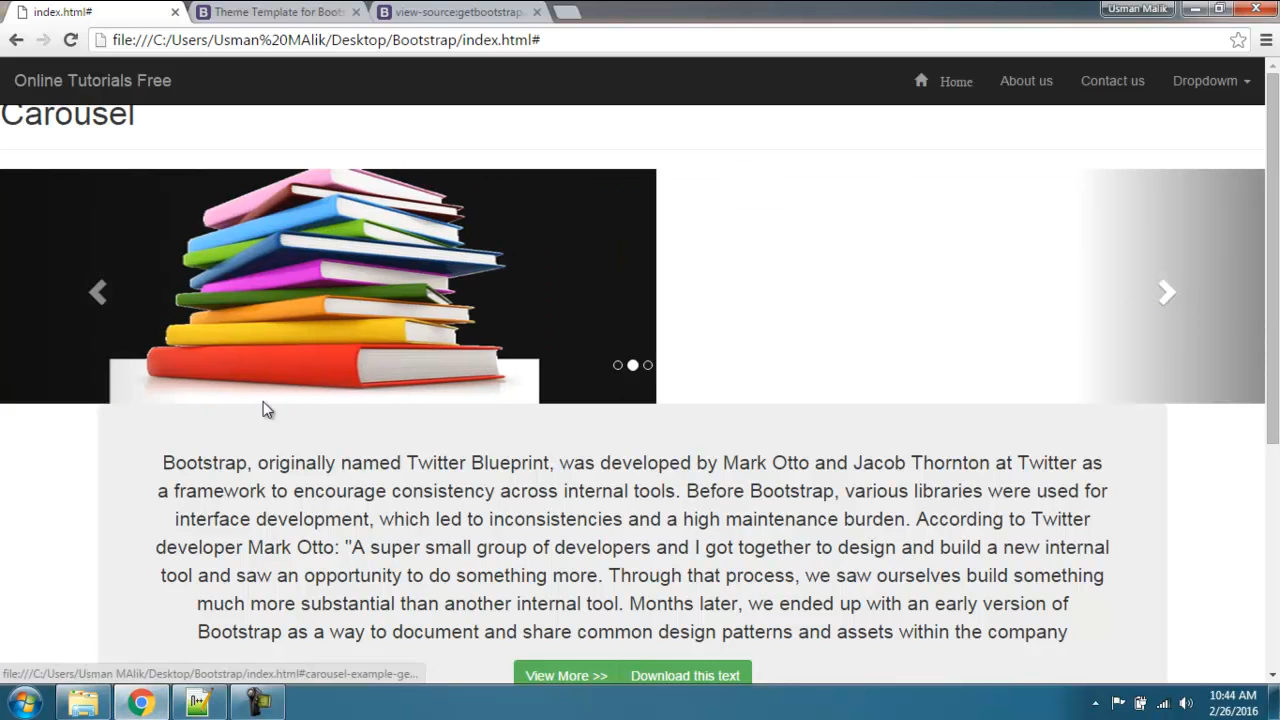 index.html#
Theme Template for Boots
view-source:getbootstrap.
Usman Malik
file:///C:/Users/Usman%20MAlik/Desktop/Bootstrap/index.html#
Online Tutorials Free
Home
About us
Contact us
Dropdowm
Carousel
Bootstrap, originally named Twitter Blueprint, was developed by Mark Otto and Jacob Thornton at Twitter as
a framework to encourage consistency across internal tools. Before Bootstrap, various libraries were used for
interface development, which led to inconsistencies and a high maintenance burden. According to Twitter
developer Mark Otto: "A super small group of developers and I got together to design and build a new internal
tool and saw an opportunity to do something more. Through that process, we saw ourselves build something
much more substantial than another internal tool. Months later, we ended up with an early version of
Bootstrap as a way to document and share common design patterns and assets within the company
View More >>
Download this text
file:///C:/Users/Usman MAlik/Desktop/Bootstrap/index.html#carousel-example-ge...
10:44 AM
2/26/2016